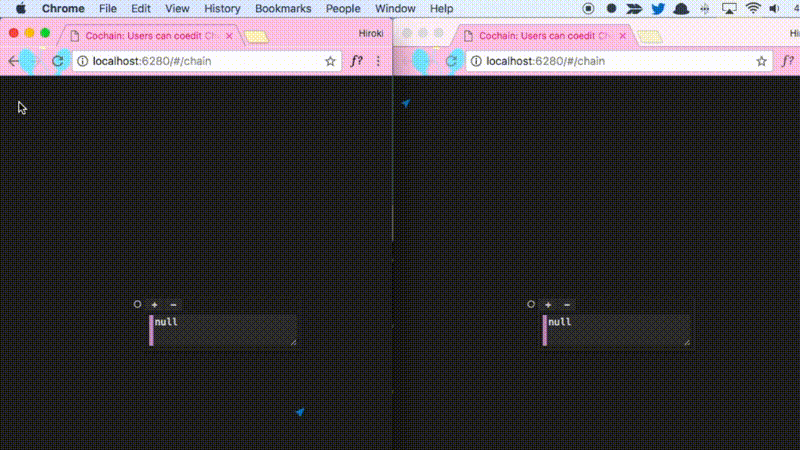 Chrome File Edit View History Bookmarks People Window Help 4
Cochain: Users can coedit Ch
Hiroki
localhost:6280/#/chain
f?
+ −
null
Cochain: Users can coedit Ch
Hi
localhost:6280/#/chain
f?
+ −
null